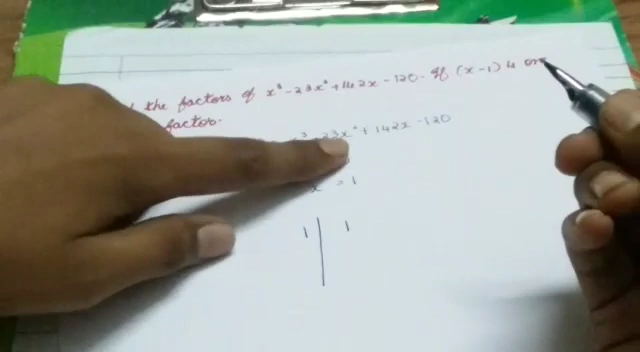 the factors of x³-23x²+142x-120. If (x-1) is one
factor.
x³-23x²+142x-120
x = 1
1 | 1